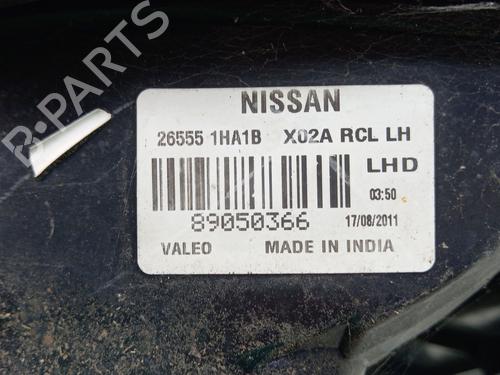 NISSAN
26555 1HA1B X02A RCL LH
LHD
03:50
89050366 17/08/2011
VALEO MADE IN INDIA
B-PARTS